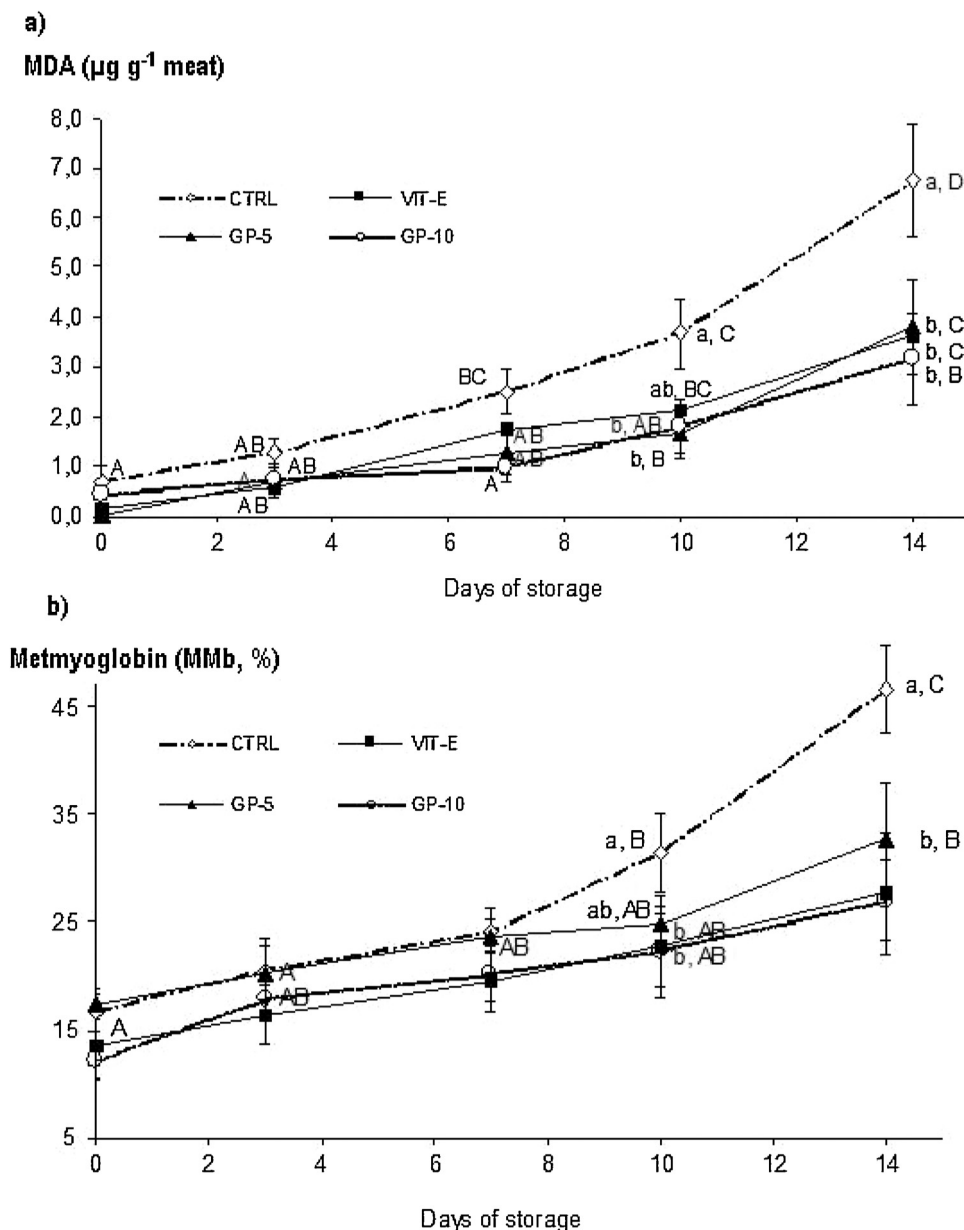 a)
MDA (µg g⁻¹ meat)
8,0
7,0
6,0
5,0
4,0
3,0
2,0
1,0
0,0
CTRL VIT-E
GP-5 GP-10
a, D
b, C
b, C
b, B
a, C
BC
ab, BC
AB
b, AB
AB
b, B
A
AB
AB
A
AB
A
0 2 4 6 8 10 12 14
Days of storage
b)
Metmyoglobin (MMb, %)
45
35
25
15
5
CTRL VIT-E
GP-5 GP-10
a, C
a, B
b, B
ab, AB
AB
b, AB
b, AB
A
AB
A
0 2 4 6 8 10 12 14
Days of storage